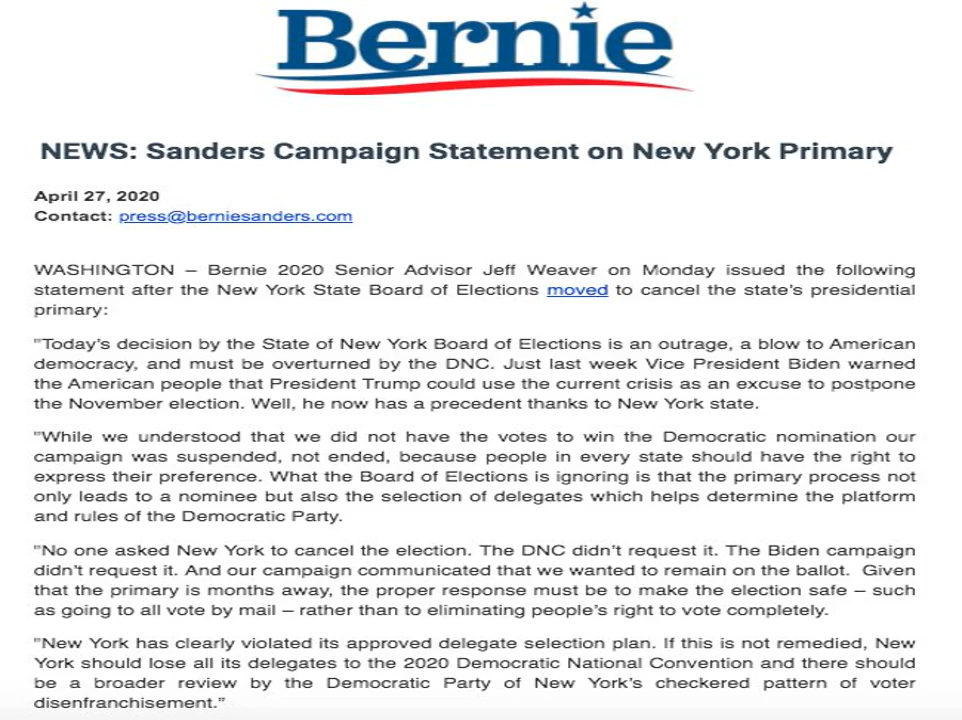 Bernie
NEWS: Sanders Campaign Statement on New York Primary
April 27, 2020
Contact: press@berniesanders.com
WASHINGTON – Bernie 2020 Senior Advisor Jeff Weaver on Monday issued the following
statement after the New York State Board of Elections moved to cancel the state's presidential
primary:
"Today's decision by the State of New York Board of Elections is an outrage, a blow to American
democracy, and must be overturned by the DNC. Just last week Vice President Biden warned
the American people that President Trump could use the current crisis as an excuse to postpone
the November election. Well, he now has a precedent thanks to New York state.
"While we understood that we did not have the votes to win the Democratic nomination our
campaign was suspended, not ended, because people in every state should have the right to
express their preference. What the Board of Elections is ignoring is that the primary process not
only leads to a nominee but also the selection of delegates which helps determine the platform
and rules of the Democratic Party.
"No one asked New York to cancel the election. The DNC didn't request it. The Biden campaign
didn't request it. And our campaign communicated that we wanted to remain on the ballot. Given
that the primary is months away, the proper response must be to make the election safe – such
as going to all vote by mail – rather than to eliminating people's right to vote completely.
"New York has clearly violated its approved delegate selection plan. If this is not remedied, New
York should lose all its delegates to the 2020 Democratic National Convention and there should
be a broader review by the Democratic Party of New York's checkered pattern of voter
disenfranchisement."